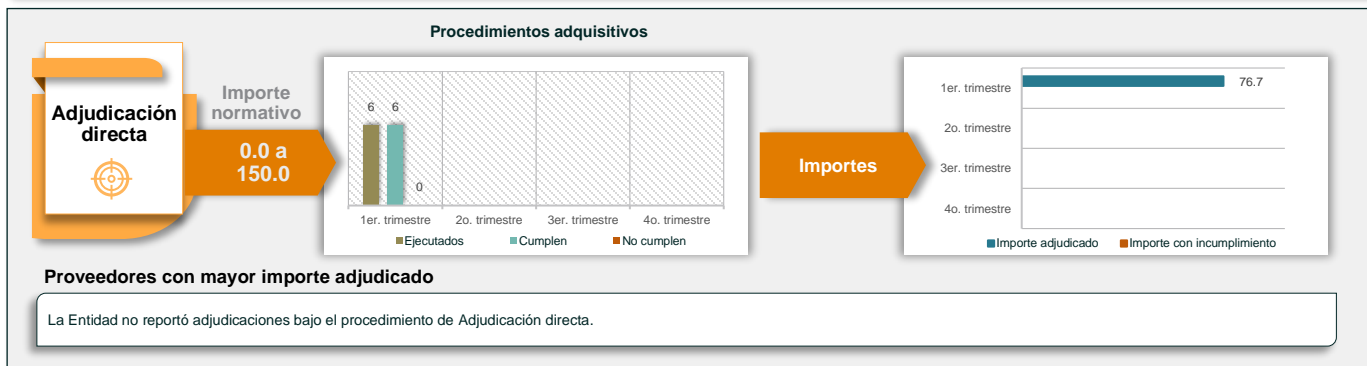 Procedimientos adquisitivos
Adjudicación
directa
Importe
normativo
0.0 a
150.0
6 6
0
1er. trimestre 2o. trimestre 3er. trimestre 4o. trimestre
Ejecutados Cumplen No cumplen
Importes
1er. trimestre 76.7
2o. trimestre
3er. trimestre
4o. trimestre
Importe adjudicado Importe con incumplimiento
Proveedores con mayor importe adjudicado
La Entidad no reportó adjudicaciones bajo el procedimiento de Adjudicación directa.